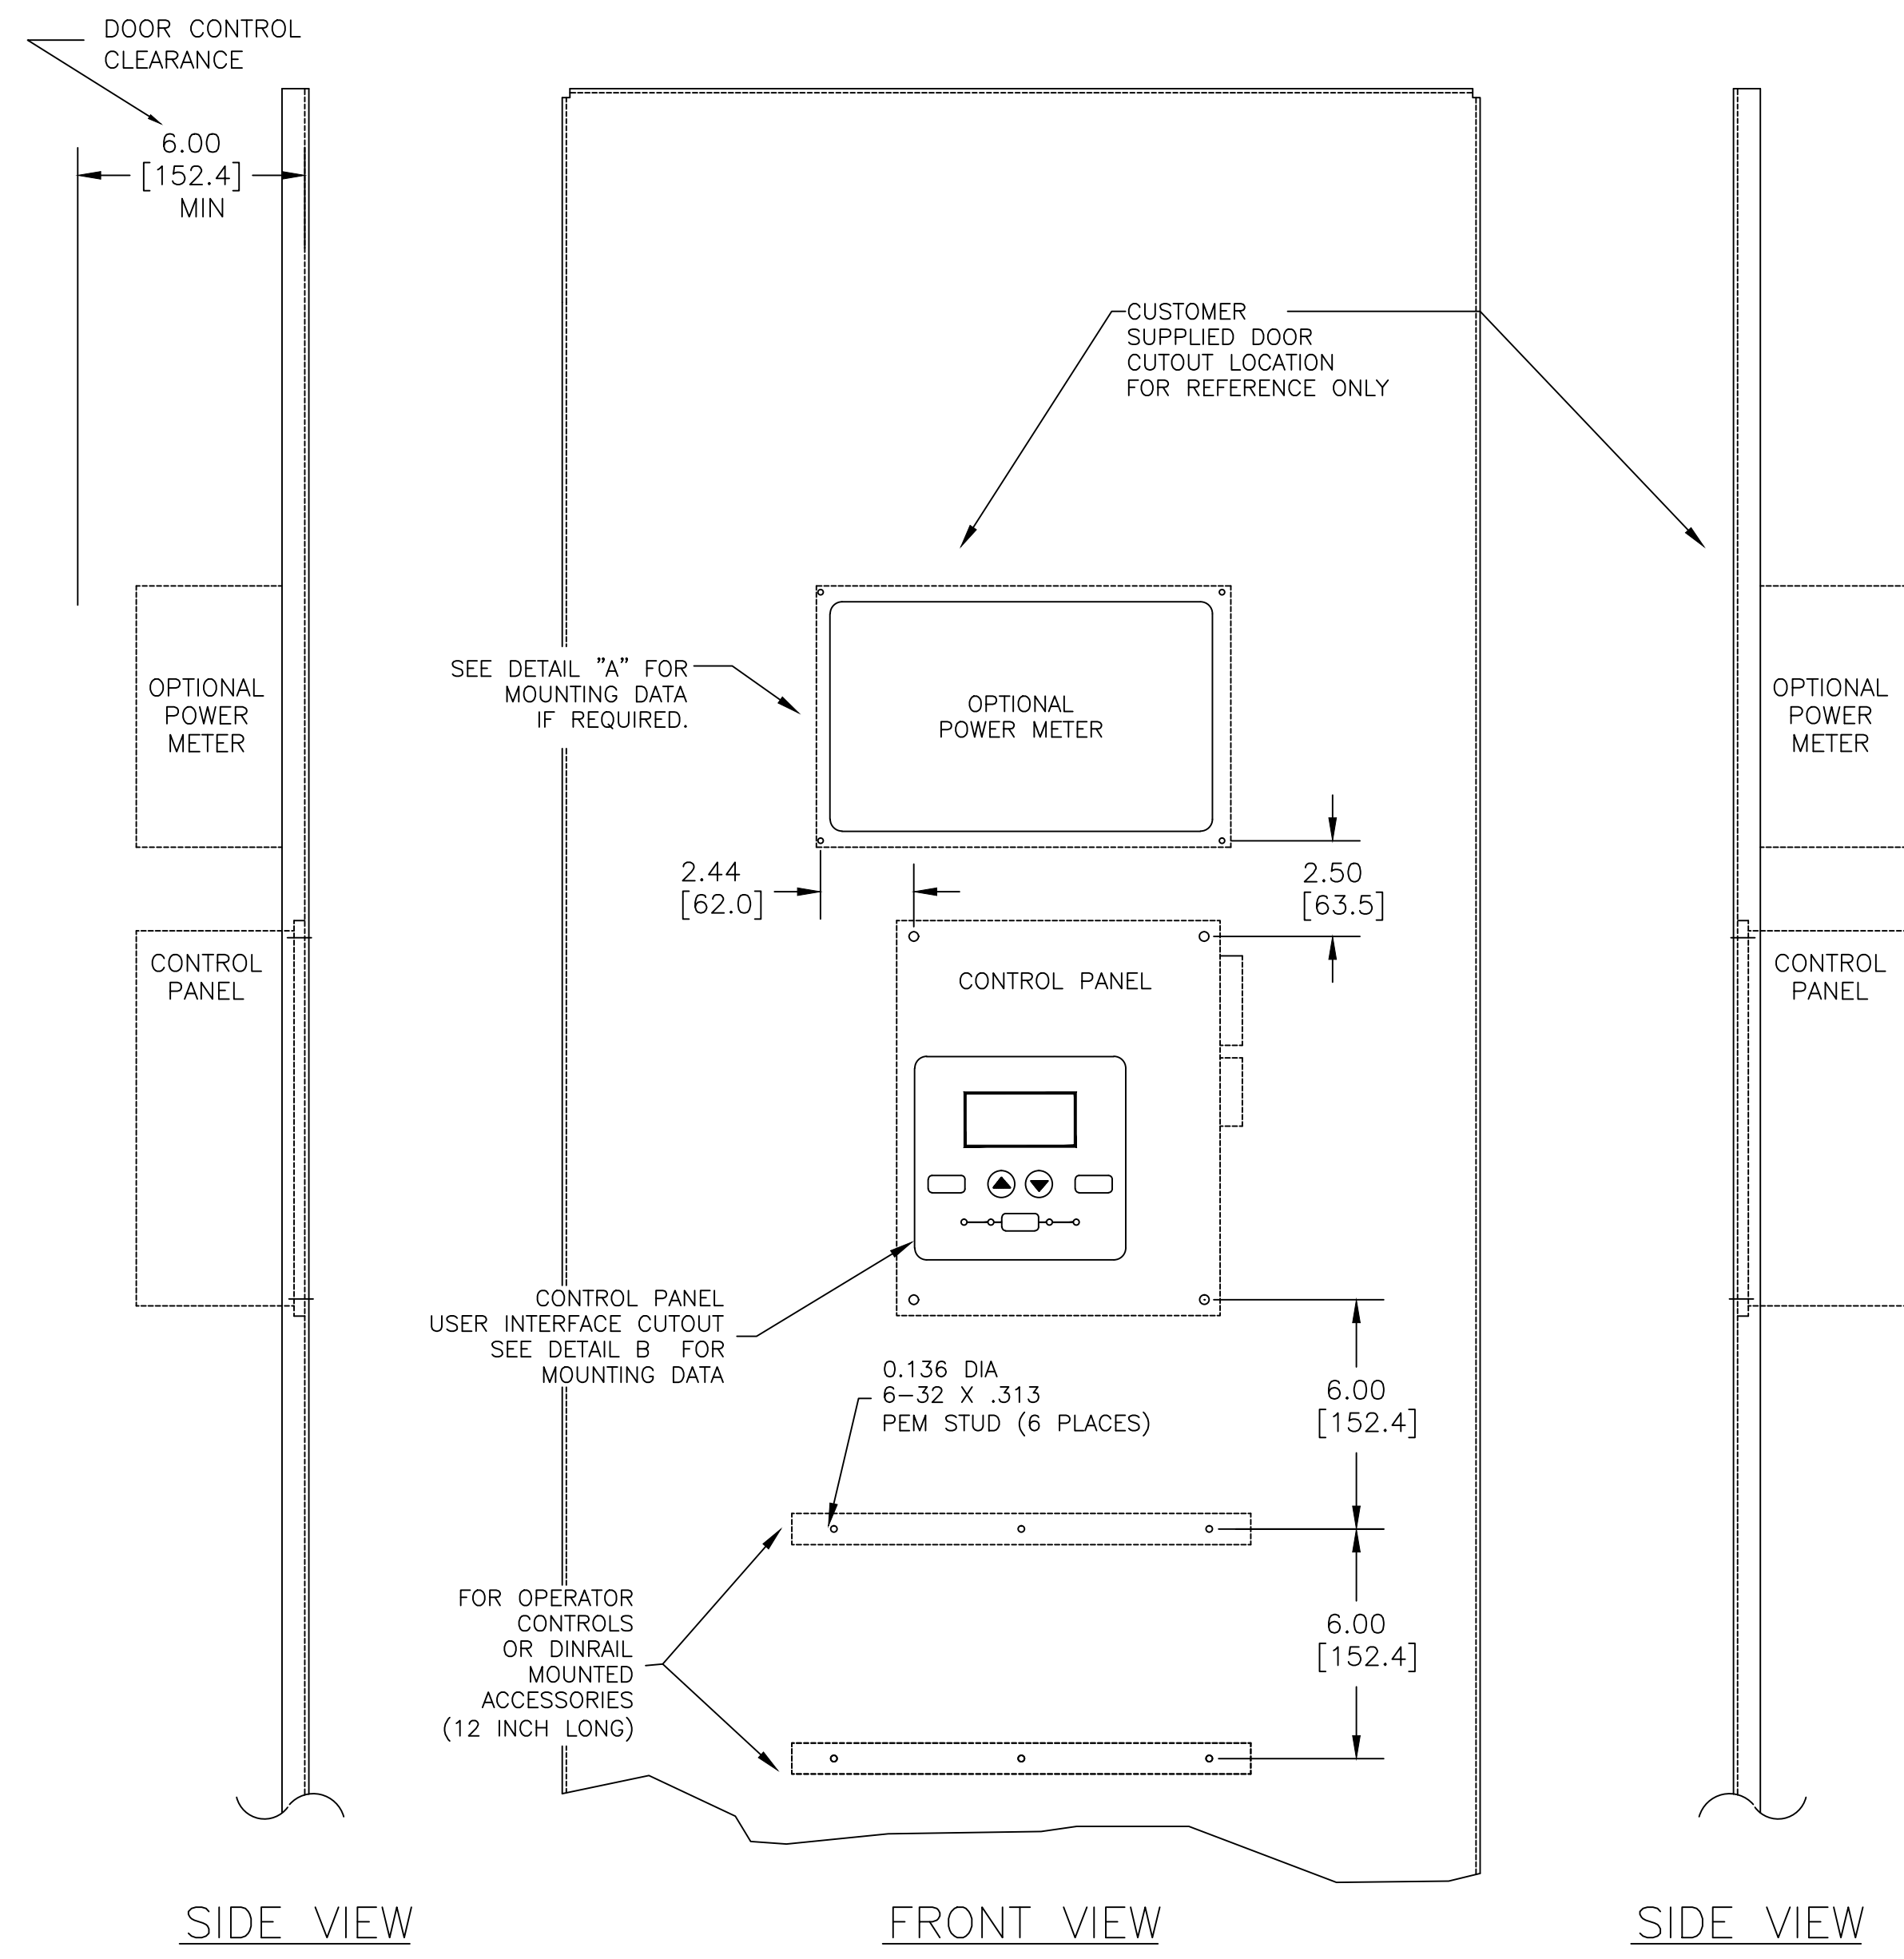 DOOR CONTROL
CLEARANCE
6.00
[152.4]
MIN
CUSTOMER
SUPPLIED DOOR
CUTOUT LOCATION
FOR REFERENCE ONLY
OPTIONAL
POWER
METER
SEE DETAIL "A" FOR
MOUNTING DATA
IF REQUIRED.
OPTIONAL
POWER METER
OPTIONAL
POWER
METER
2.44
[62.0]
2.50
[63.5]
CONTROL
PANEL
CONTROL PANEL
CONTROL
PANEL
CONTROL PANEL
USER INTERFACE CUTOUT
SEE DETAIL B FOR
MOUNTING DATA
0.136 DIA
6-32 X .313
PEM STUD (6 PLACES)
6.00
[152.4]
FOR OPERATOR
CONTROLS
OR DINRAIL
MOUNTED
ACCESSORIES
(12 INCH LONG)
6.00
[152.4]
SIDE VIEW
FRONT VIEW
SIDE VIEW